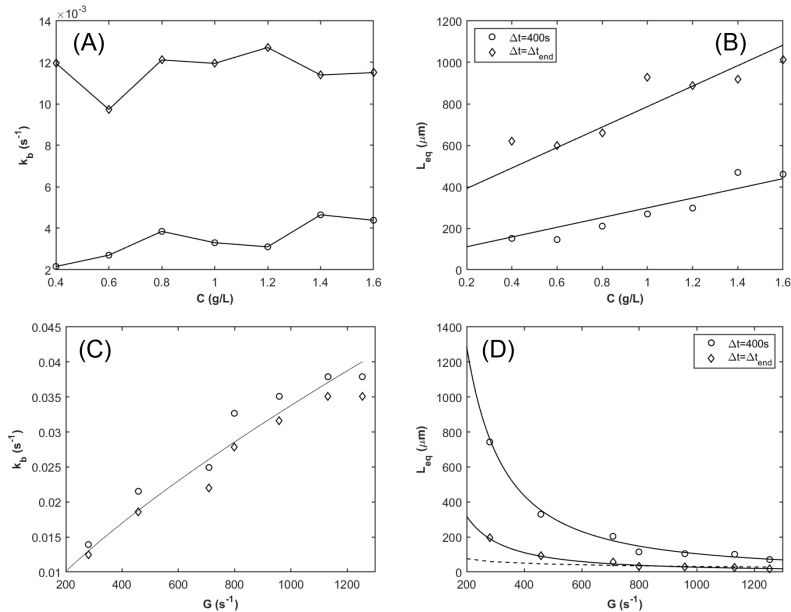 × 10⁻³
14
12
10
8
6
4
2
k_b (s⁻¹)
(A)
0.4 0.6 0.8 1 1.2 1.4 1.6
C (g/L)
1200
1000
800
600
400
200
0
L_eq (μm)
Δt=400s
Δt=Δt_end
(B)
0.2 0.4 0.6 0.8 1.0 1.2 1.4 1.6
C (g/L)
0.045
0.04
0.035
0.03
0.025
0.02
0.015
0.01
k_b (s⁻¹)
(C)
200 400 600 800 1000 1200
G (s⁻¹)
1400
1200
1000
800
600
400
200
0
L_eq (μm)
(D)
Δt=400s
Δt=Δt_end
200 400 600 800 1000 1200
G (s⁻¹)